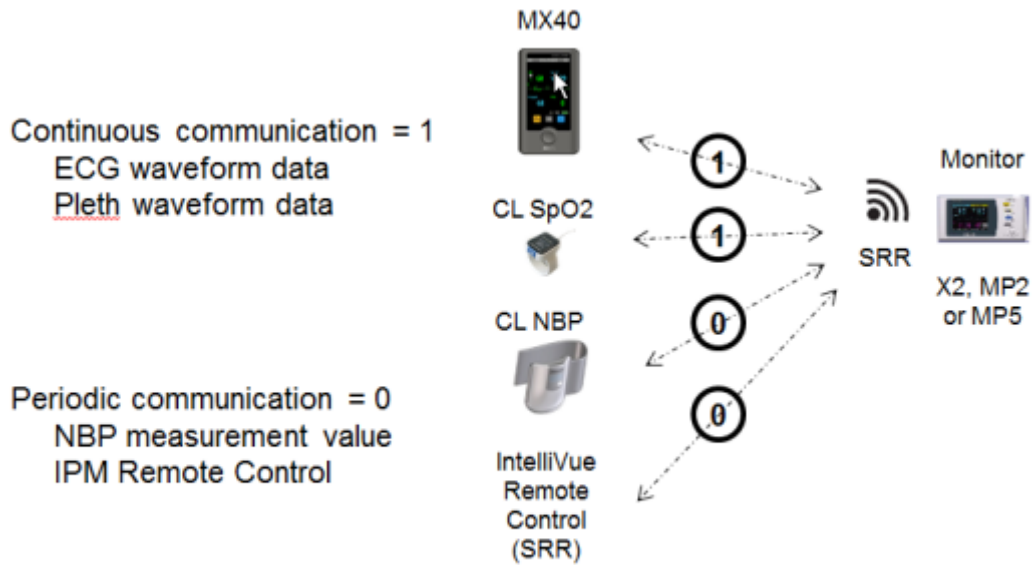 MX40
Continuous communication = 1
ECG waveform data
Pleth waveform data
1
Monitor
CL SpO2
1
SRR
X2, MP2
or MP5
CL NBP
0
Periodic communication = 0
NBP measurement value
IPM Remote Control
0
IntelliVue
Remote
Control
(SRR)